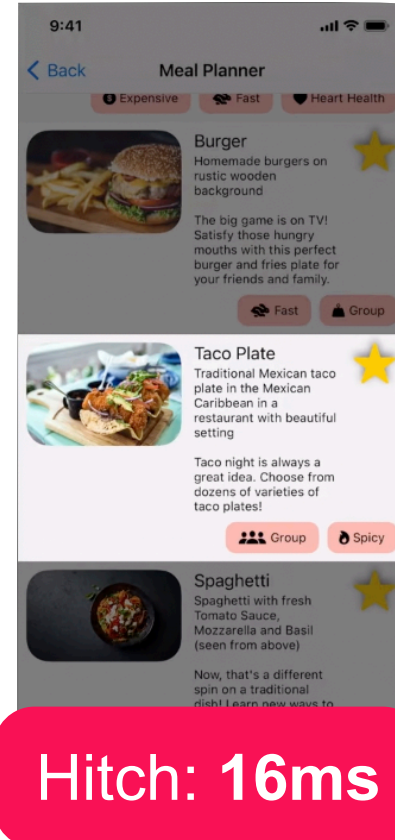 9:41
Back Meal Planner
Expensive Fast Heart Health
Burger
Homemade burgers on
rustic wooden
background
The big game is on TV!
Satisfy those hungry
mouths with this perfect
burger and fries plate for
your friends and family.
Fast Group
Taco Plate
Traditional Mexican taco
plate in the Mexican
Caribbean in a
restaurant with beautiful
setting
Taco night is always a
great idea. Choose from
dozens of varieties of
taco plates!
Group Spicy
Spaghetti
Spaghetti with fresh
Tomato Sauce,
Mozzarella and Basil
(seen from above)
Now, that's a different
spin on a traditional
dish! Learn new ways to
Hitch: 16ms